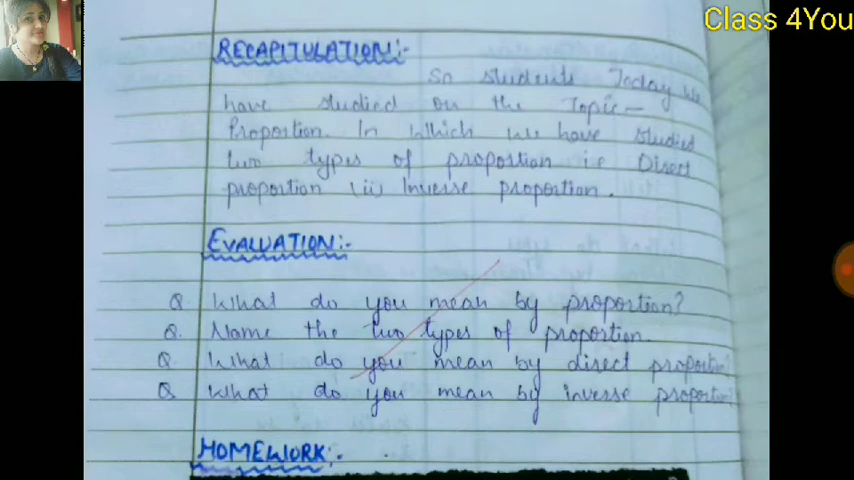 Class 4You
RECAPITULATION:-
So students Today we
have studied on the Topic -
Proportion. In Which we have studied
two types of proportion i.e Direct
proportion (ii) Inverse proportion.
EVALUATION:-
Q. What do you mean by proportion?
Q. Name the two types of proportion.
Q. What do you mean by direct proportion?
Q What do you mean by inverse proportion?
HOMEWORK:-